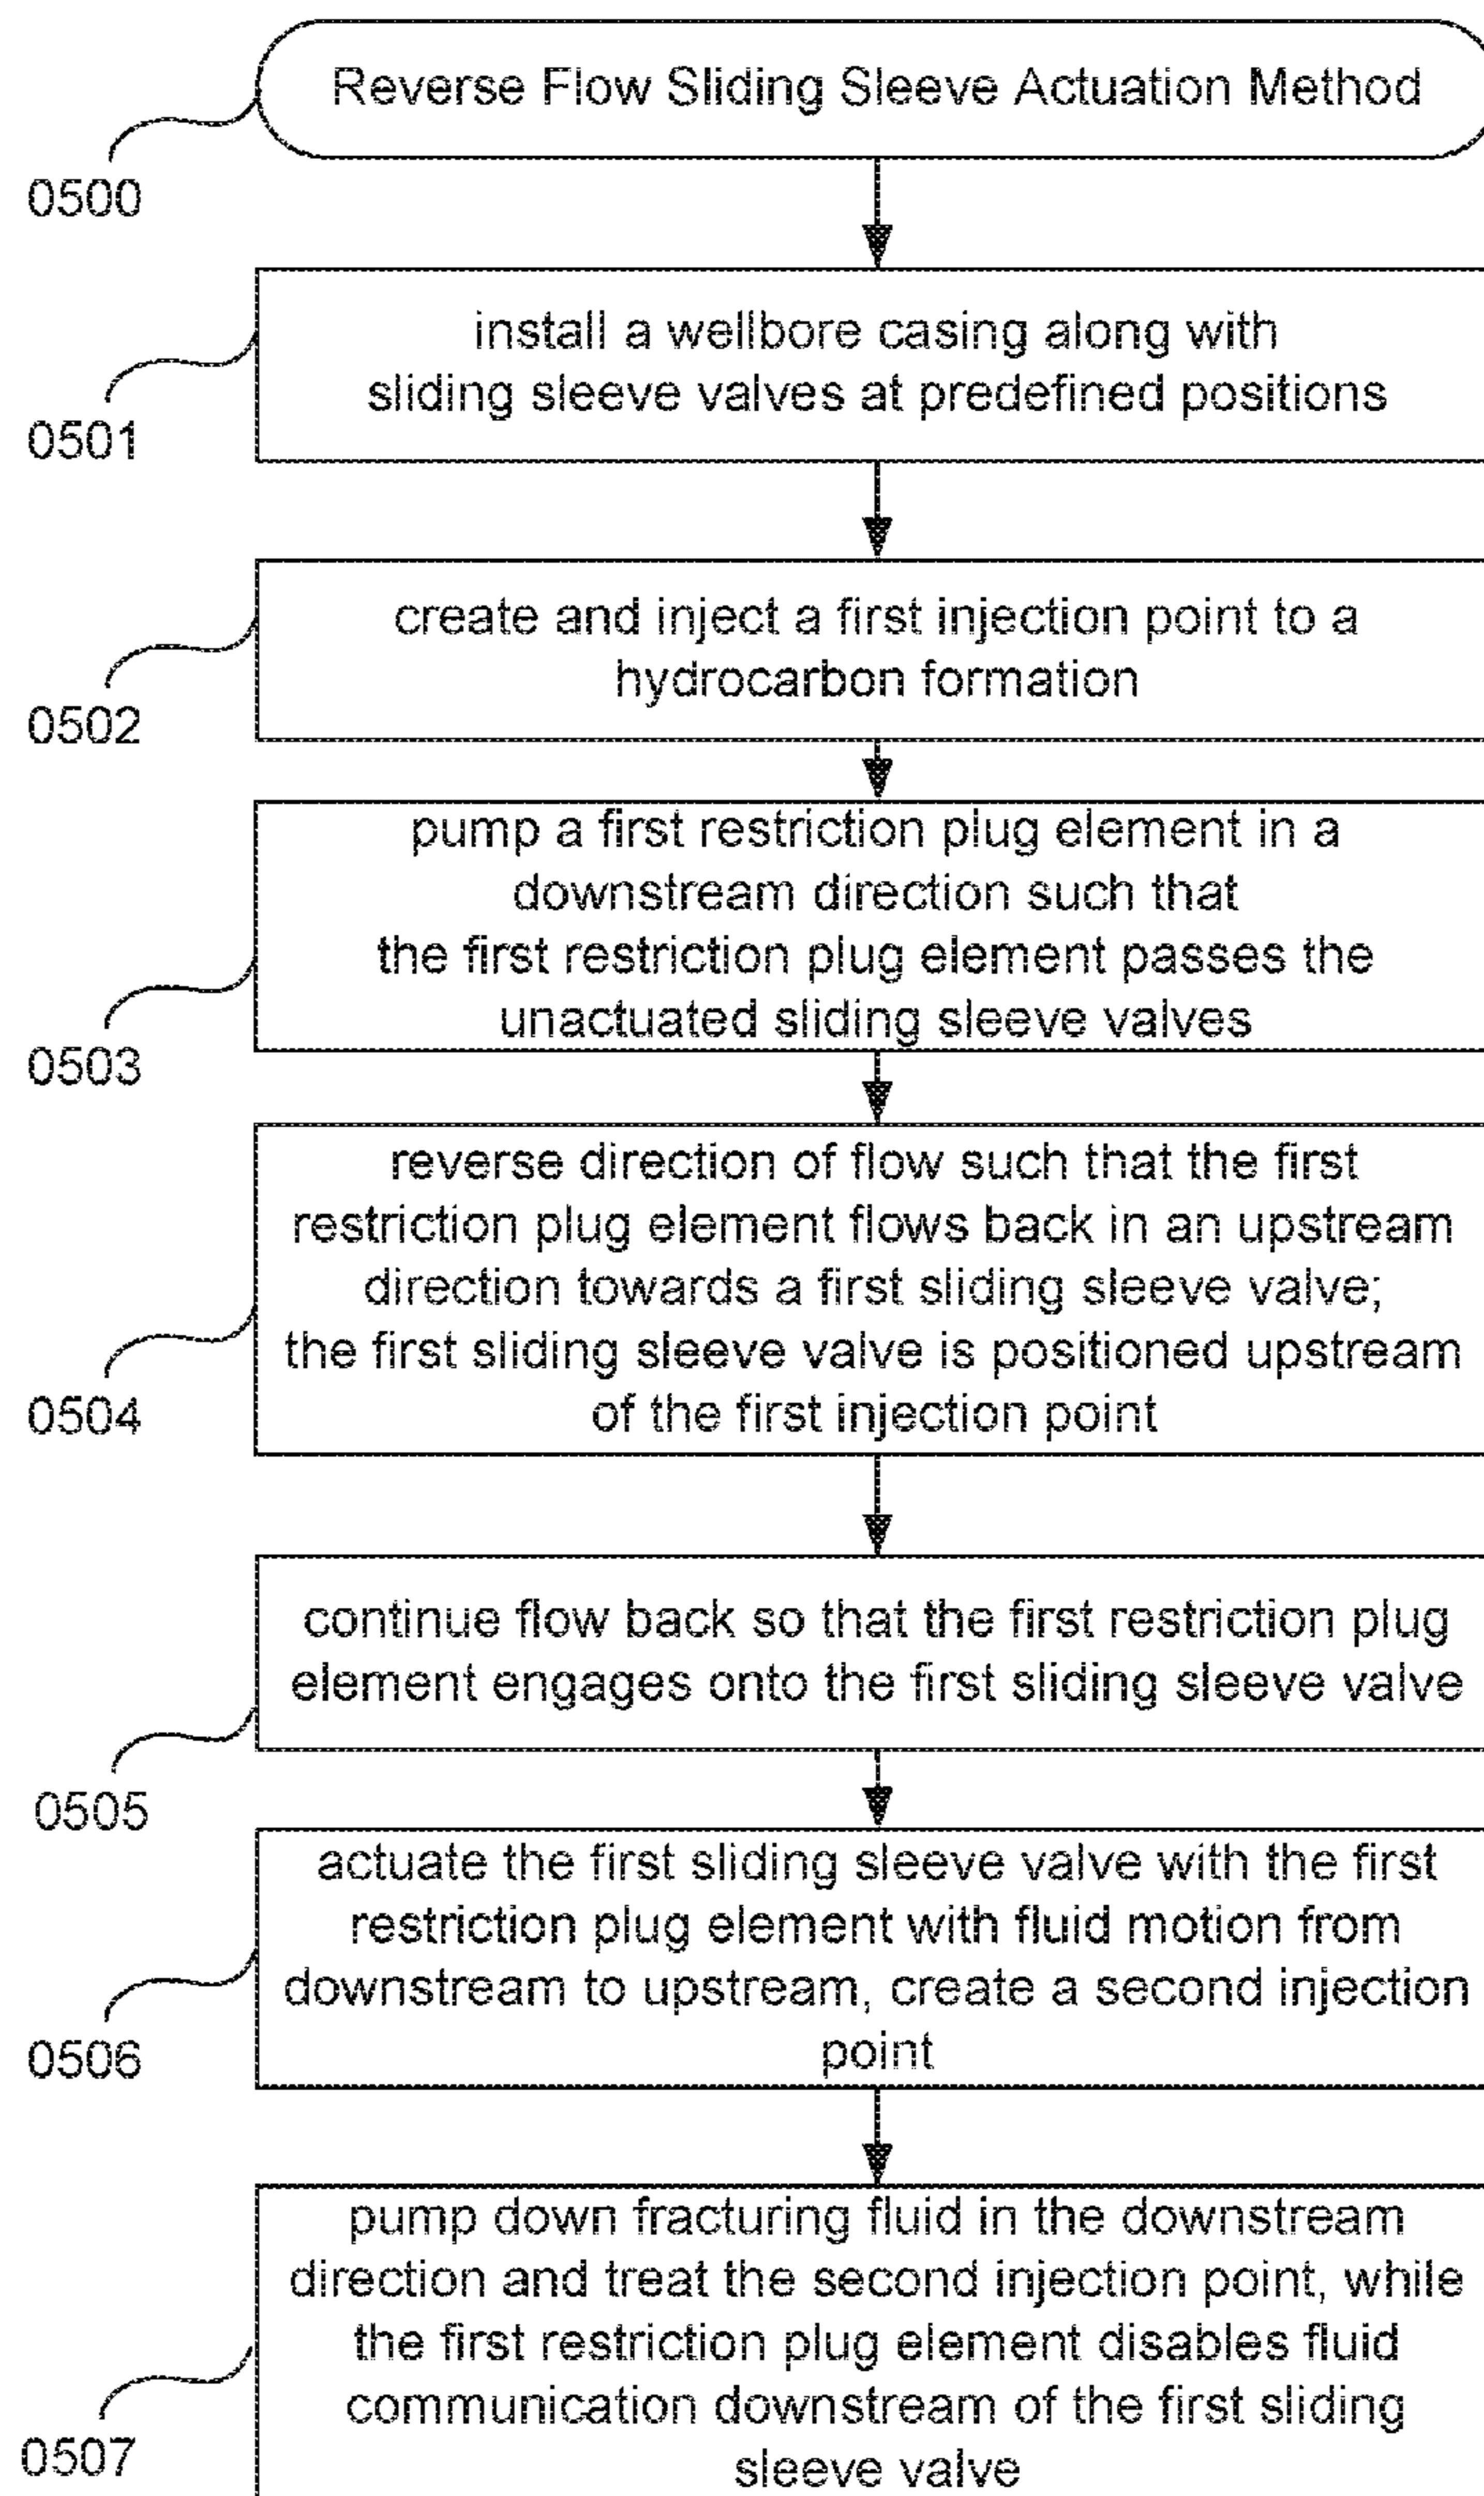 Reverse Flow Sliding Sleeve Actuation Method
0500
install a wellbore casing along with
sliding sleeve valves at predefined positions
0501
create and inject a first injection point to a
hydrocarbon formation
0502
pump a first restriction plug element in a
downstream direction such that
the first restriction plug element passes the
unactuated sliding sleeve valves
0503
reverse direction of flow such that the first
restriction plug element flows back in an upstream
direction towards a first sliding sleeve valve;
the first sliding sleeve valve is positioned upstream
of the first injection point
0504
continue flow back so that the first restriction plug
element engages onto the first sliding sleeve valve
0505
actuate the first sliding sleeve valve with the first
restriction plug element with fluid motion from
downstream to upstream, create a second injection
point
0506
pump down fracturing fluid in the downstream
direction and treat the second injection point, while
the first restriction plug element disables fluid
communication downstream of the first sliding
sleeve valve
0507